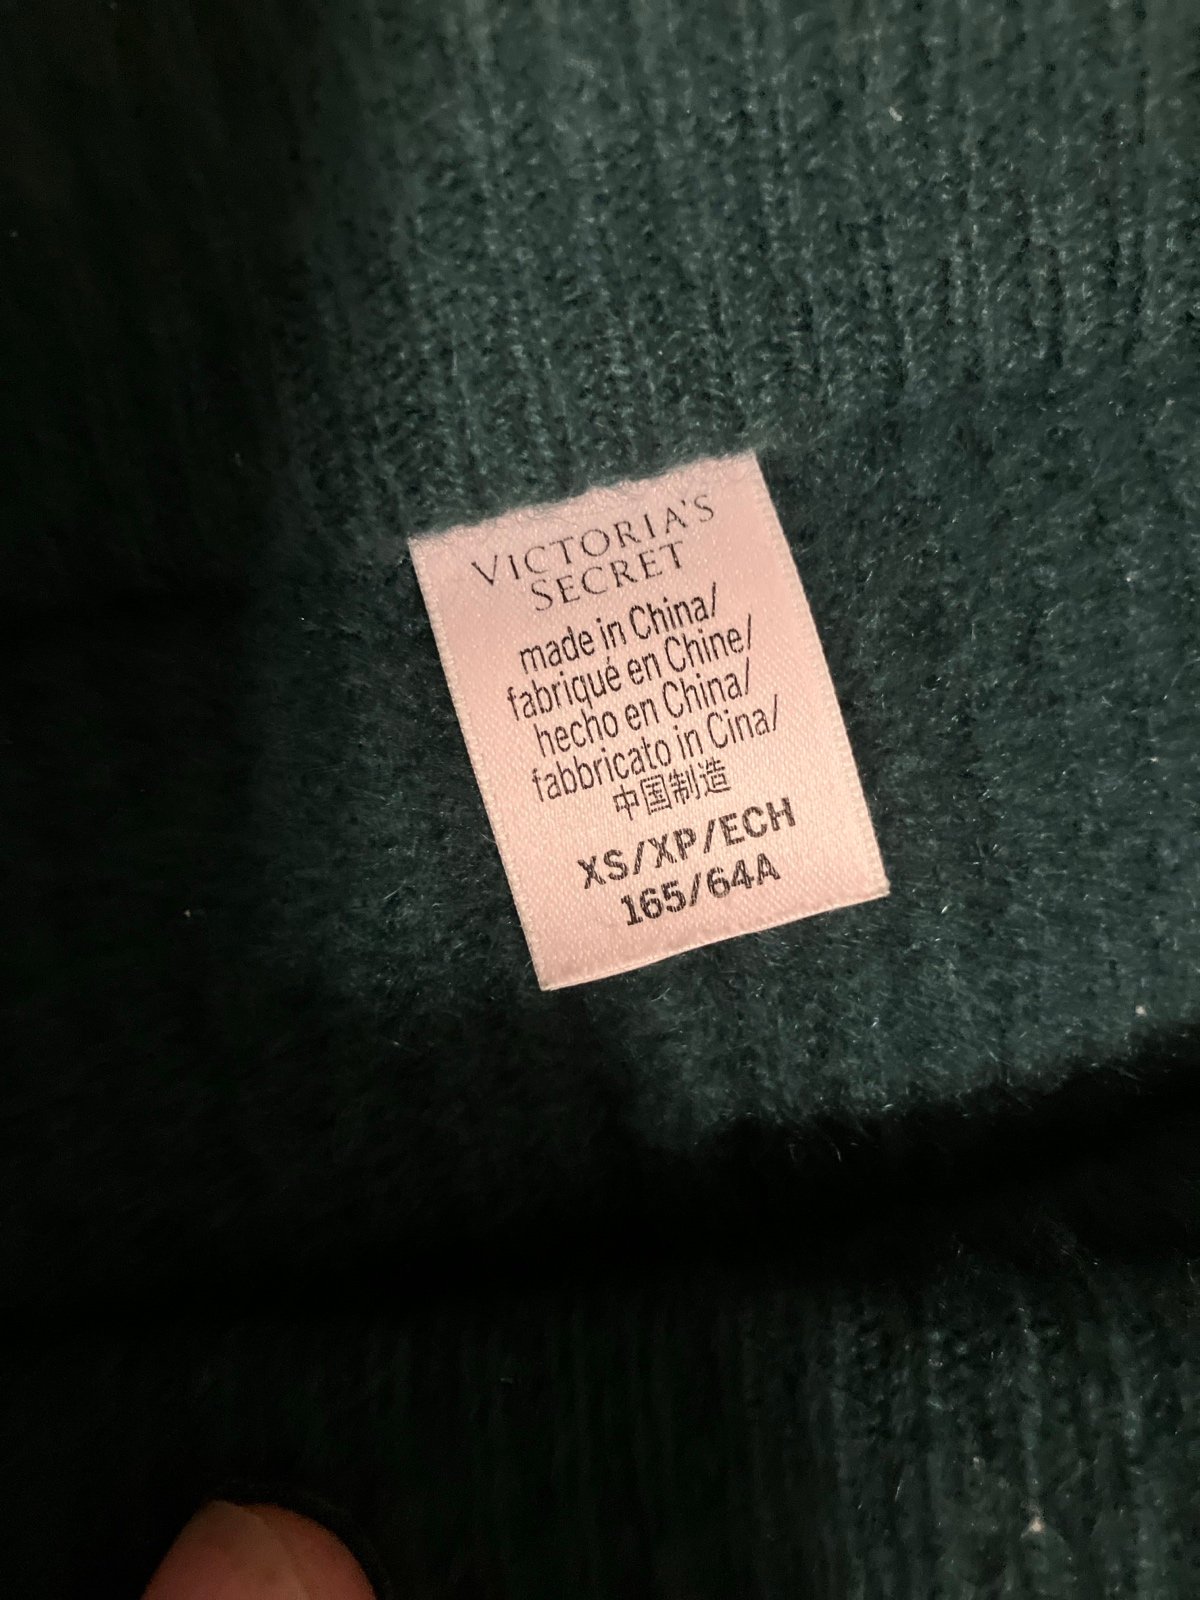 VICTORIA'S
SECRET
made in China/
fabriqué en Chine/
hecho en China/
fabbricato in Cina/
中国制造
XS/XP/ECH
165/64A